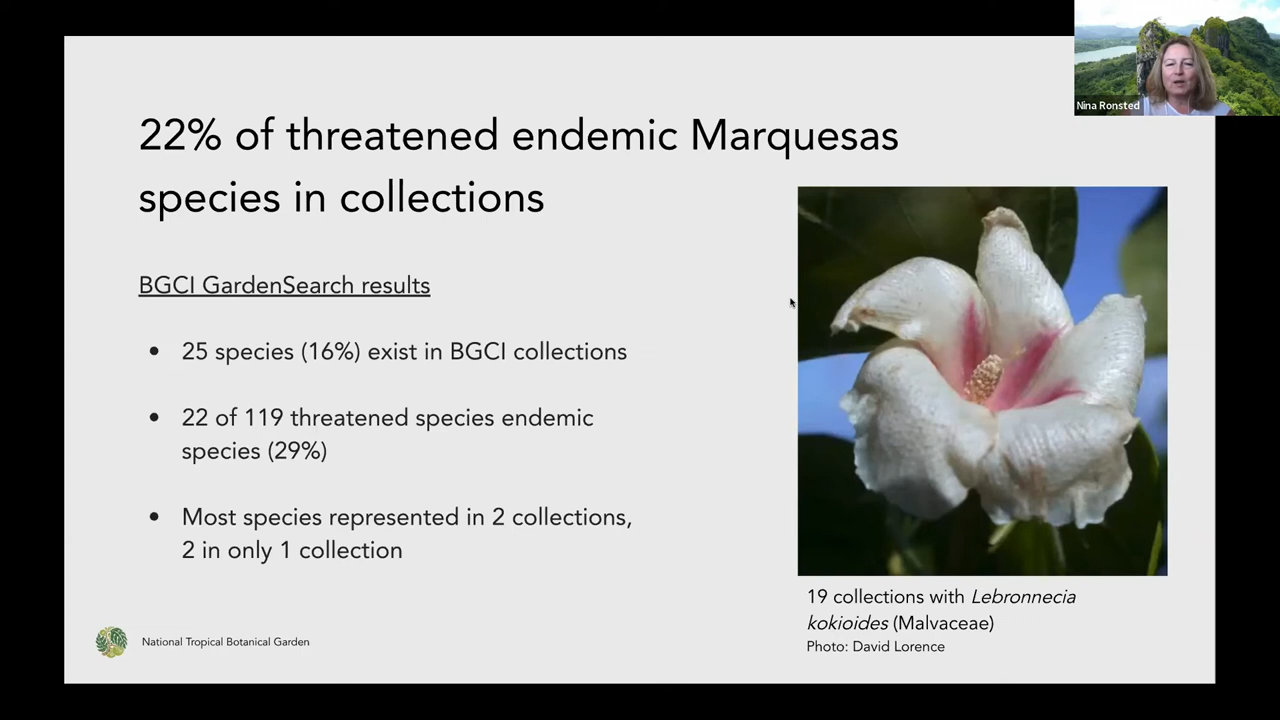 Nina Ronsted
22% of threatened endemic Marquesas
species in collections
BGCI GardenSearch results
• 25 species (16%) exist in BGCI collections
• 22 of 119 threatened species endemic
species (29%)
• Most species represented in 2 collections,
2 in only 1 collection
19 collections with Lebronnecia
kokioides (Malvaceae)
Photo: David Lorence
National Tropical Botanical Garden